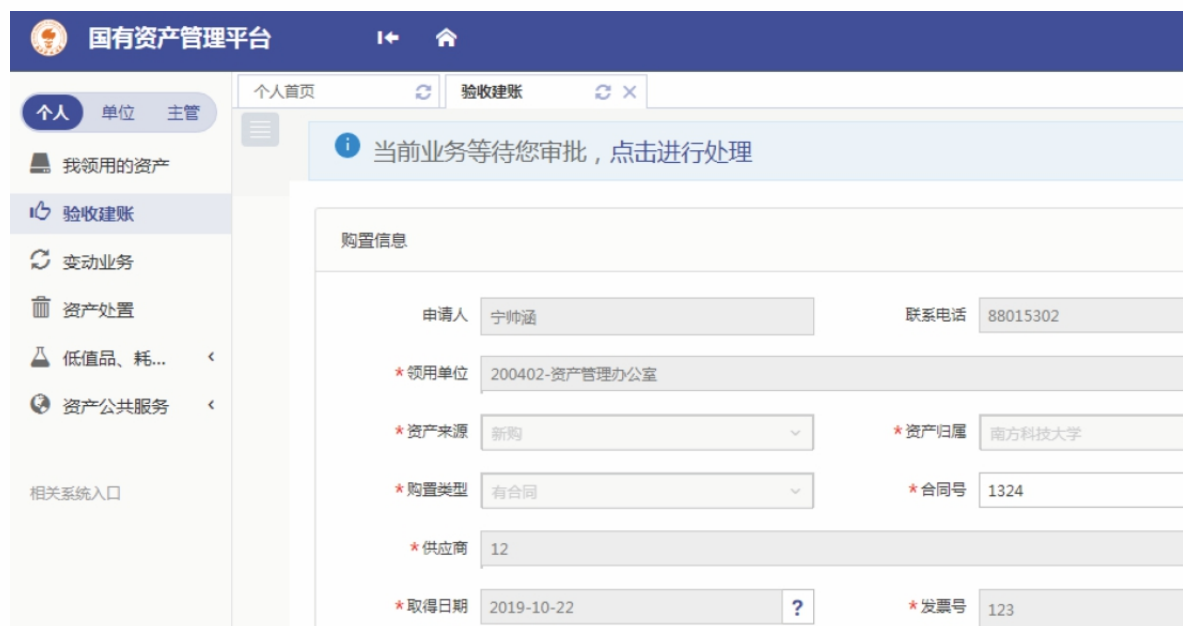 国有资产管理平台
个人 单位 主管
我领用的资产
验收建账
变动业务
资产处置
低值品、耗...
资产公共服务
相关系统入口
个人首页 验收建账
当前业务等待您审批，点击进行处理
购置信息
申请人 宁帅涵 联系电话 88015302
*领用单位 200402-资产管理办公室
*资产来源 新购 *资产归属 南方科技大学
*购置类型 有合同 *合同号 1324
*供应商 12
*取得日期 2019-10-22 ? *发票号 123